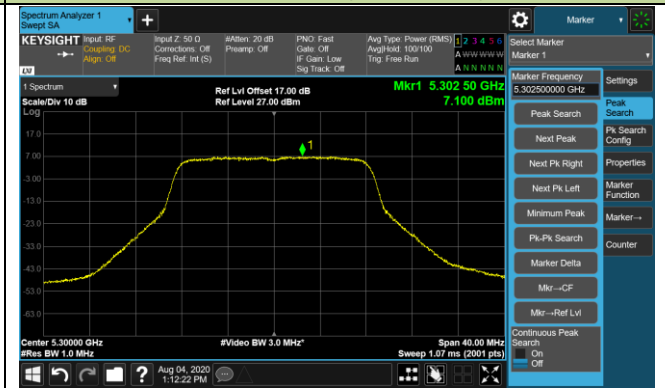 Spectrum Analyzer 1
Swept SA
+
Marker
KEYSIGHT
Input: RF
Coupling: DC
Align: Off
Input Z: 50 Ω
Corrections: Off
Freq Ref: Int (S)
#Atten: 20 dB
Preamp: Off
PNO: Fast
Gate: Off
IF Gain: Low
Sig Track: Off
Avg Type: Power (RMS)
Avg|Hold: 100/100
Trig: Free Run
1 2 3 4 5 6
A W W W W W
A N N N N N
Select Marker
Marker 1
LXI
1 Spectrum
Scale/Div 10 dB
Log
Ref Lvl Offset 17.00 dB
Ref Level 27.00 dBm
Mkr1 5.302 50 GHz
7.100 dBm
17.0
7.00
-3.00
-13.0
-23.0
-33.0
-43.0
-53.0
-63.0
1
Center 5.30000 GHz
#Res BW 1.0 MHz
#Video BW 3.0 MHz*
Span 40.00 MHz
Sweep 1.07 ms (2001 pts)
Marker Frequency
5.302500000 GHz
Peak Search
Next Peak
Next Pk Right
Next Pk Left
Minimum Peak
Pk-Pk Search
Marker Delta
Mkr→CF
Mkr→Ref Lvl
Continuous Peak
Search
On
Off
Settings
Peak
Search
Pk Search
Config
Properties
Marker
Function
Marker→
Counter
?
Aug 04, 2020
1:12:22 PM